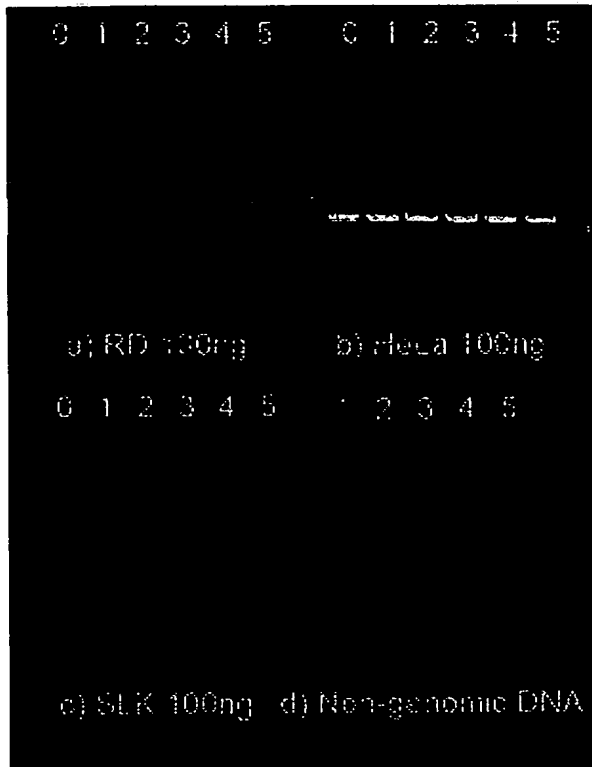 0 1 2 3 4 5 0 1 2 3 4 5
a) RD 100ng b) HeLa 100ng
0 1 2 3 4 5 1 2 3 4 5
c) SLK 100ng d) Non-genomic DNA